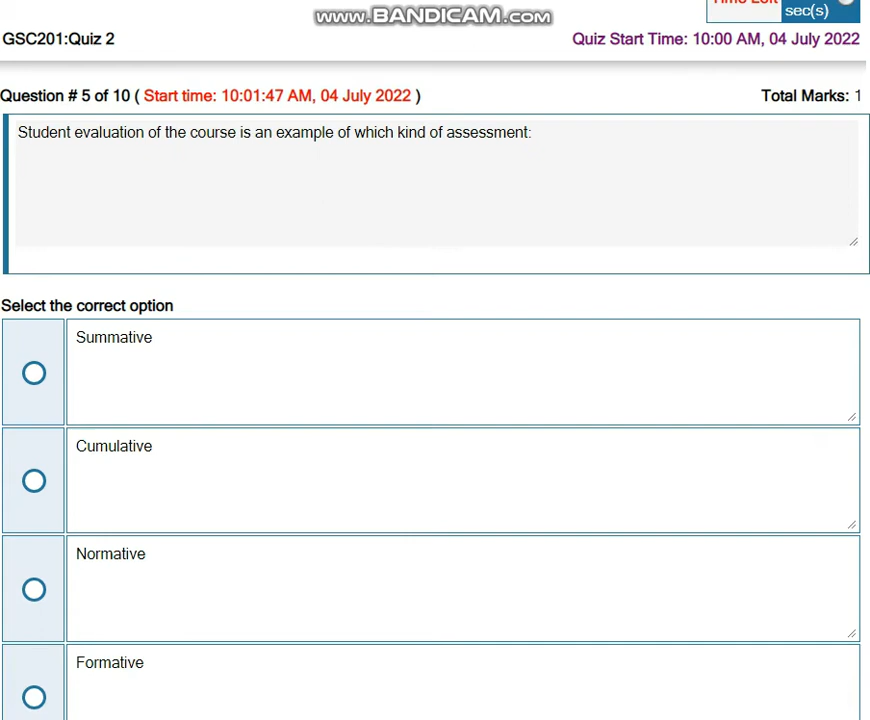 www.BANDICAM.com
Time Left
sec(s)
GSC201:Quiz 2
Quiz Start Time: 10:00 AM, 04 July 2022
Question # 5 of 10 ( Start time: 10:01:47 AM, 04 July 2022 )
Total Marks: 1
Student evaluation of the course is an example of which kind of assessment:
Select the correct option
Summative
Cumulative
Normative
Formative